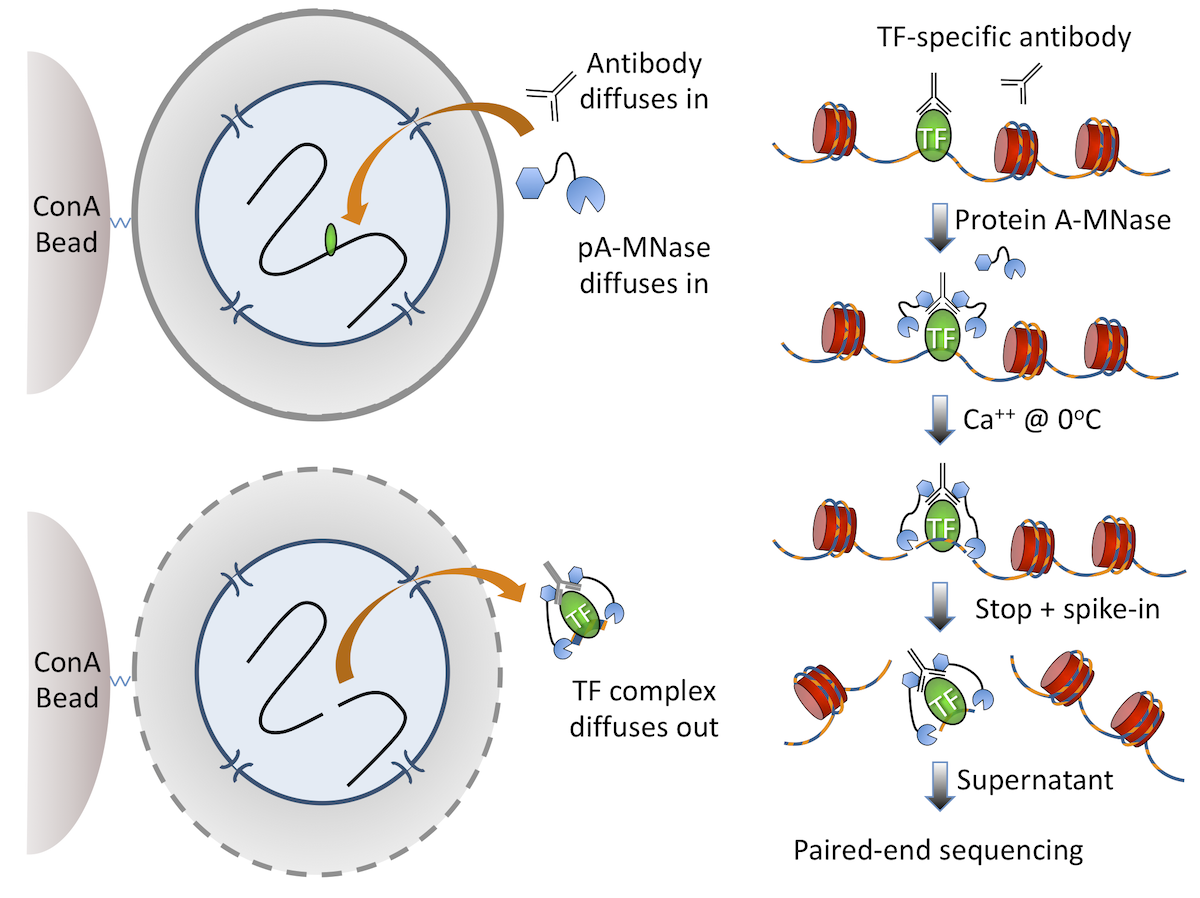 Antibody
diffuses in
ConA
Bead
pA-MNase
diffuses in
ConA
Bead
TF
TF complex
diffuses out
TF-specific antibody
TF
Protein A-MNase
TF
Ca⁺⁺ @ 0ᵒC
TF
Stop + spike-in
TF
Supernatant
Paired-end sequencing